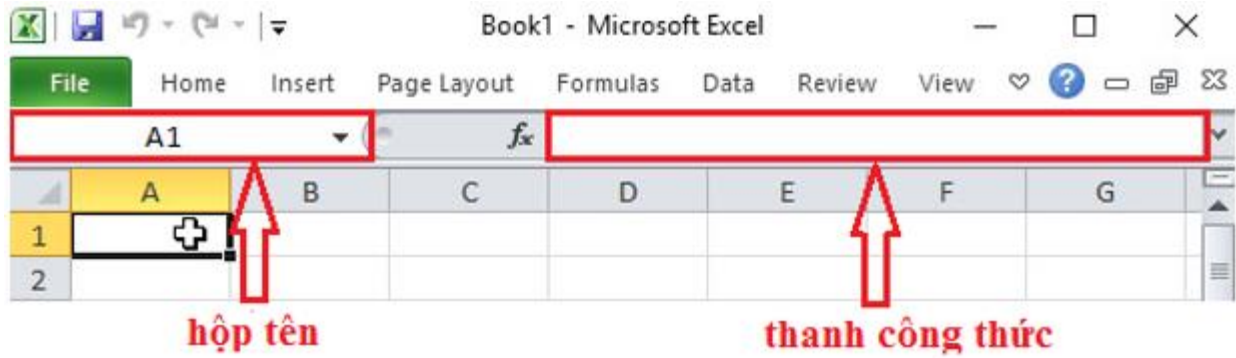 Book1 - Microsoft Excel
File Home Insert Page Layout Formulas Data Review View
A1 fx
A B C D E F G
1
2
hộp tên thanh công thức